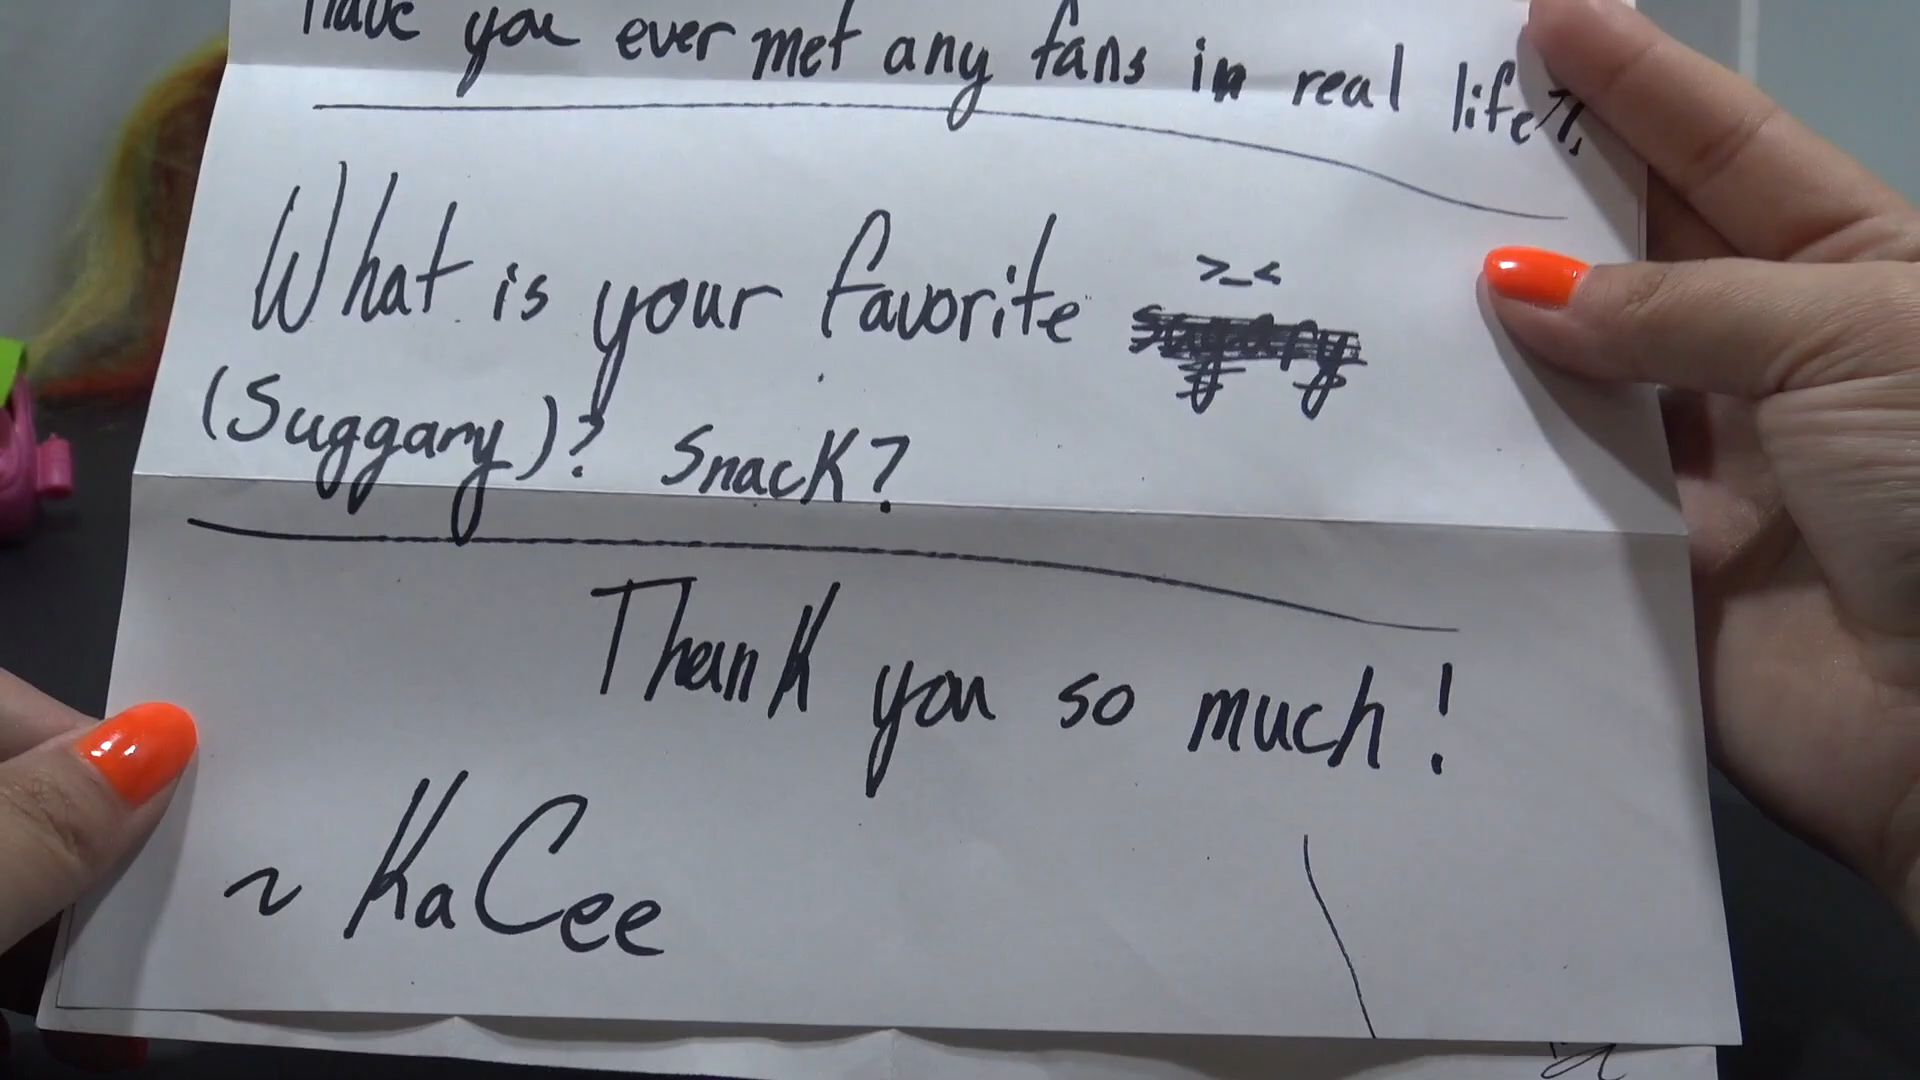 have you ever met any fans in real life?
>_<
What is your favorite sugary
(Suggary)? Snack?
Thank you so much!
~ KaCee